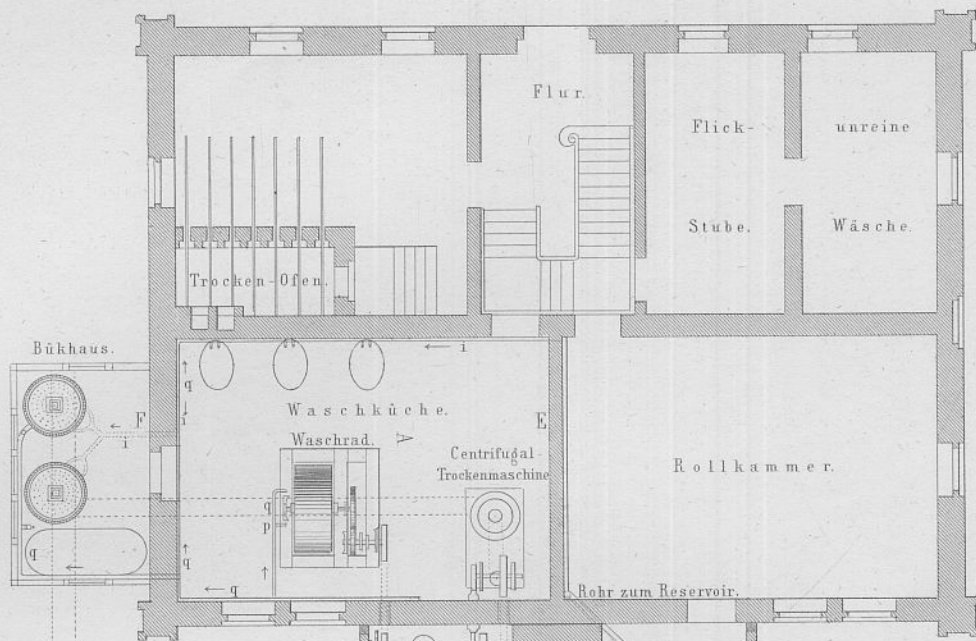 Flur.
Flick-
Stube.
unreine
Wäsche.
Trocken-Ofen.
Bükhaus.
F
i
q
q
i
i
q
Waschküche.
A
E
Waschrad.
Centrifugal-
Trockenmaschine
q
p
q
q
Rollkammer.
Rohr zum Reservoir.